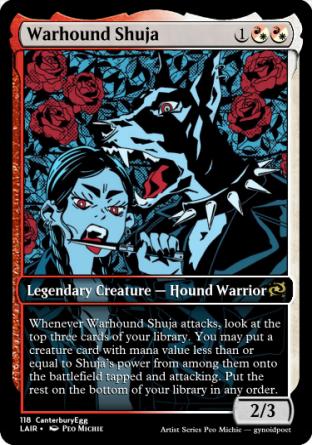 Warhound Shuja 1
Legendary Creature — Hound Warrior
Whenever Warhound Shuja attacks, look at the
top three cards of your library. You may put a
creature card with mana value less than or
equal to Shuja's power from among them onto
the battlefield tapped and attacking. Put the
rest on the bottom of your library in any order.
2/3
118 CanterburyEgg
LAIR • Peo Michie Artist Series Peo Michie — gynoidpoet